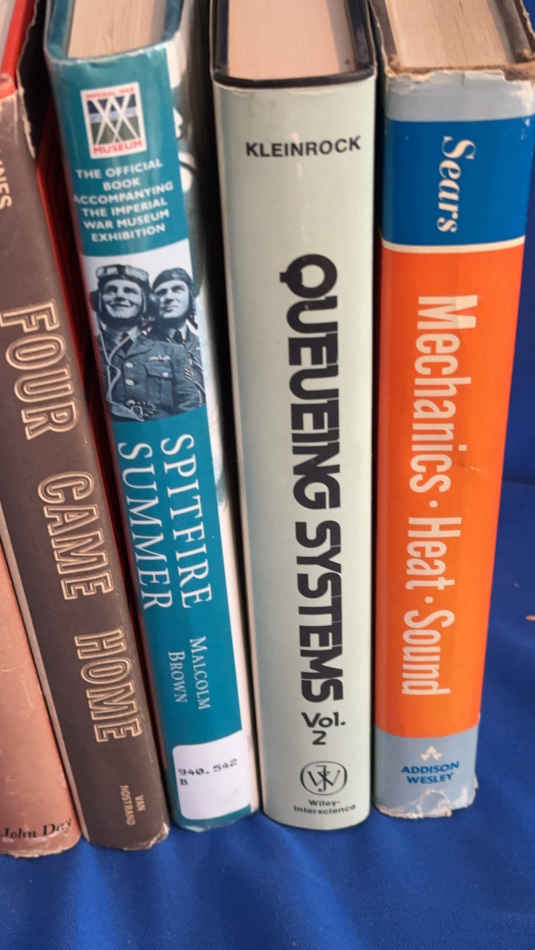 John Day
INES
FOUR CAME HOME
VAN
NOSTRAND
IMPERIAL WAR
MUSEUM
THE OFFICIAL
BOOK
ACCOMPANYING
THE IMPERIAL
WAR MUSEUM
EXHIBITION
SPITFIRE
SUMMER
MALCOLM
BROWN
940.542
B
KLEINROCK
QUEUEING SYSTEMS
Vol.
2
Wiley-
Interscience
Sears
Mechanics · Heat · Sound
ADDISON
WESLEY